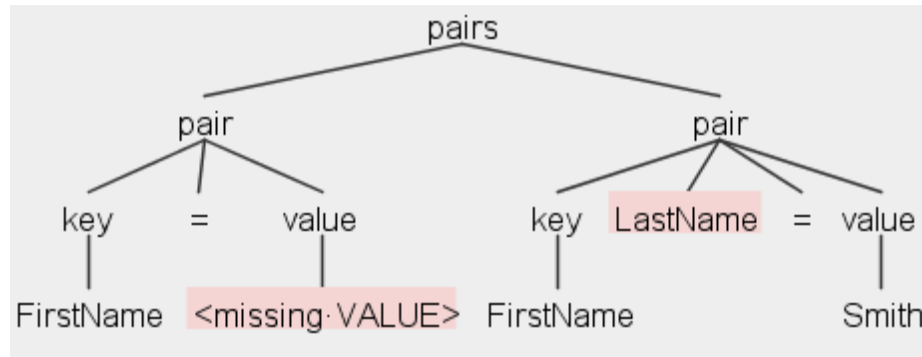 pairs
pair pair
key = value key LastName = value
FirstName <missing·VALUE> FirstName Smith